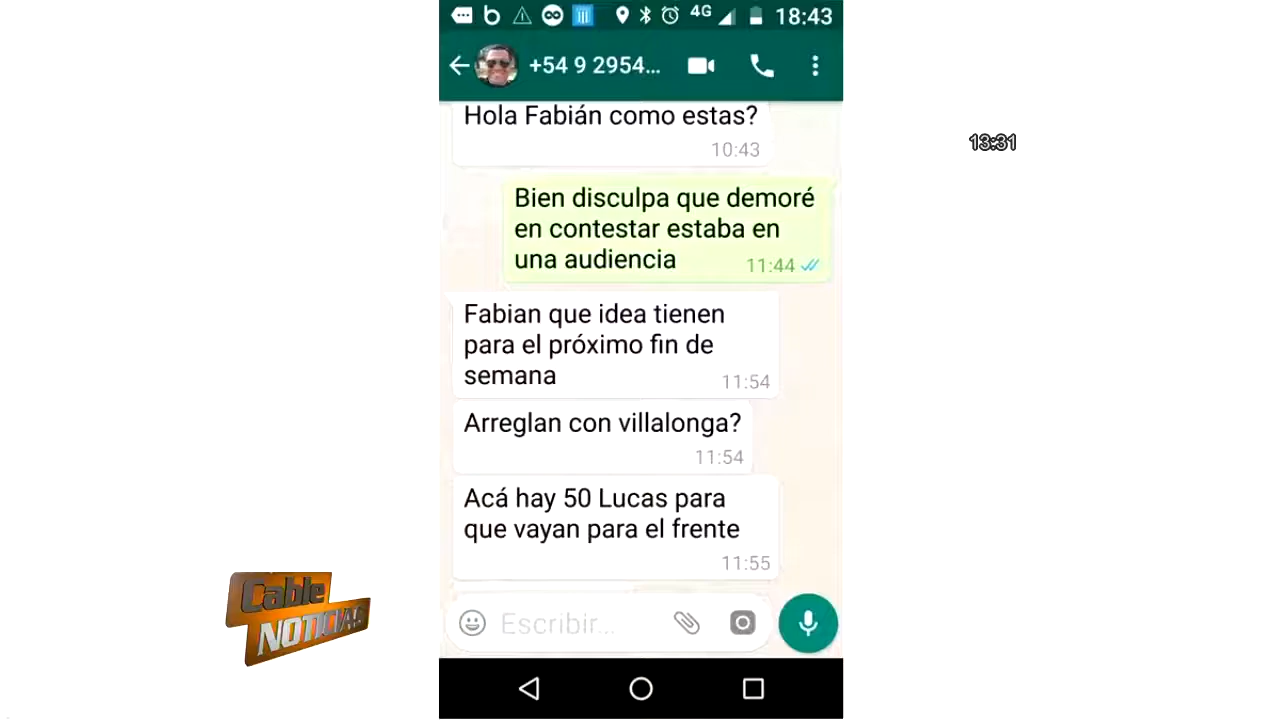 4G 18:43
+54 9 2954...
Hola Fabián como estas?
10:43
13:31
Bien disculpa que demoré
en contestar estaba en
una audiencia 11:44
Fabian que idea tienen
para el próximo fin de
semana 11:54
Arreglan con villalonga?
11:54
Acá hay 50 Lucas para
que vayan para el frente
11:55
Cable
NOTICIAS
Escribir...